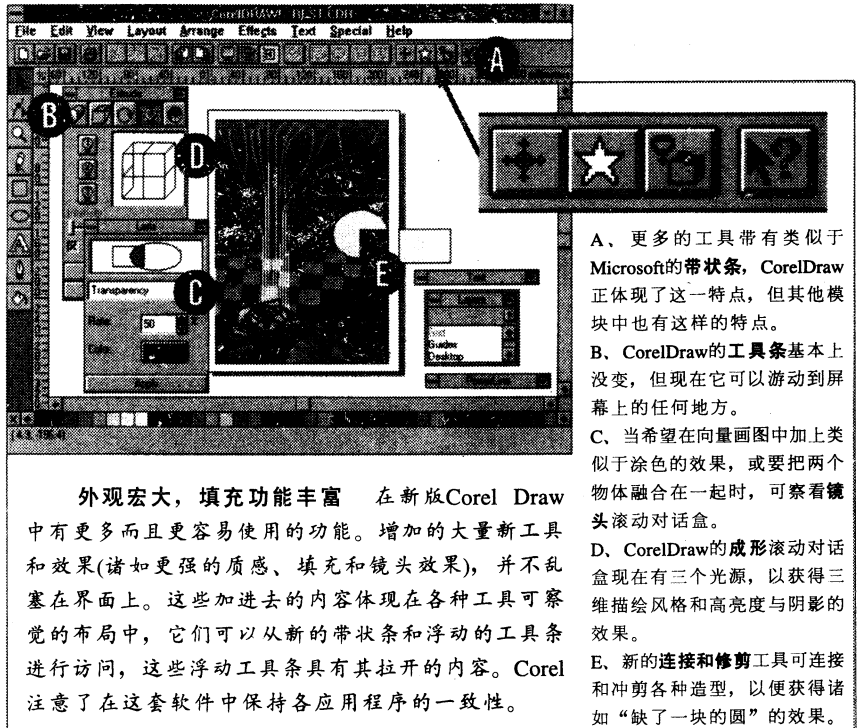 CorelDRAW! - BEST.CDR
File Edit View Layout Arrange Effects Text Special Help
A
B
D
Lens
Transparency
C
Rate: 50
Color:
Apply
E
Text
Layers
Grid
Guides
Desktop
A、更多的工具带有类似于
Microsoft的带状条，CorelDraw
正体现了这一特点，但其他模
块中也有这样的特点。
B、CorelDraw的工具条基本上
没变，但现在它可以游动到屏
幕上的任何地方。
C、当希望在向量画图中加上类
似于涂色的效果，或要把两个
物体融合在一起时，可察看镜
头滚动对话盒。
D、CorelDraw的成形滚动对话
盒现在有三个光源，以获得三
维描绘风格和高亮度与阴影的
效果。
E、新的连接和修剪工具可连接
和冲剪各种造型，以便获得诸
如“缺了一块的圆”的效果。
外观宏大，填充功能丰富 在新版Corel Draw
中有更多而且更容易使用的功能。增加的大量新工具
和效果(诸如更强的质感、填充和镜头效果)，并不乱
塞在界面上。这些加进去的内容体现在各种工具可察
觉的布局中，它们可以从新的带状条和浮动的工具条
进行访问，这些浮动工具条具有其拉开的内容。Corel
注意了在这套软件中保持各应用程序的一致性。